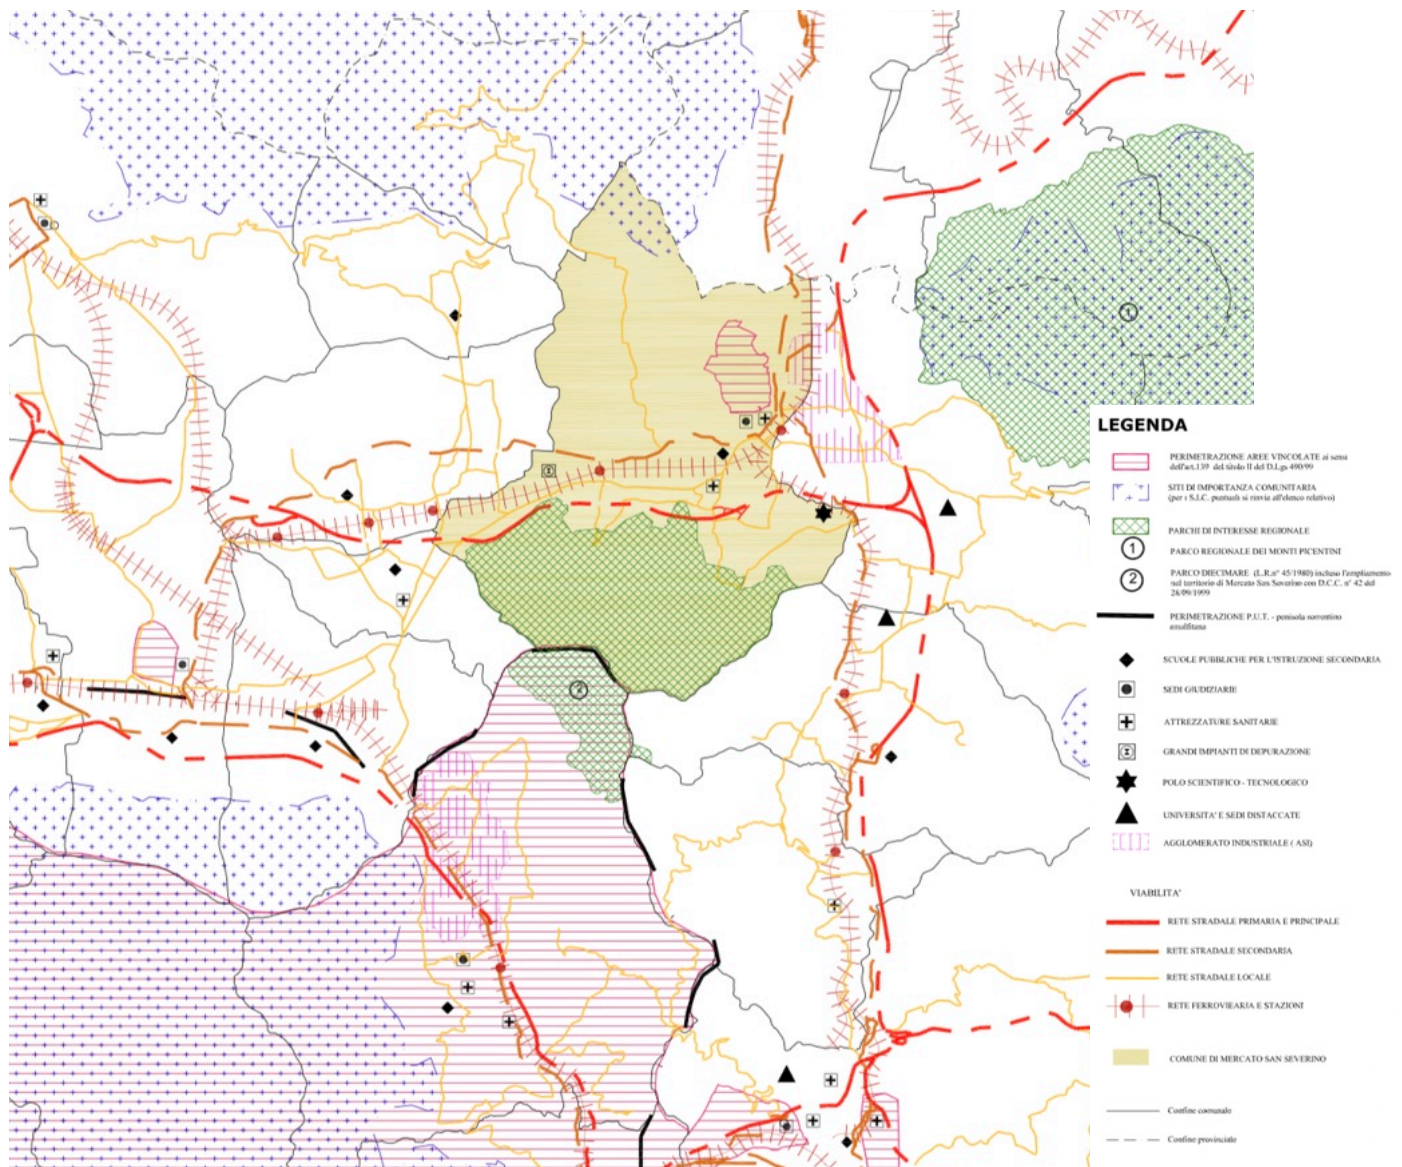 1
2
LEGENDA
PERIMETRAZIONE AREE VINCOLATE ai sensi
dell'art.139 del titolo II del D.Lgs 490/99
SITI DI IMPORTANZA COMUNITARIA
(per i S.I.C. puntuali si rinvie all'elenco relativo)
PARCHI DI INTERESSE REGIONALE
1 PARCO REGIONALE DEI MONTI PICENTINI
2 PARCO DIECIMARE (L.R.n° 45/1980) incluso l'ampliamento
nel territorio di Mercato San Severino con D.C.C. n° 42 del
28/09/1999
PERIMETRAZIONE P.U.T. - penisola sorrentino
amalfitana
SCUOLE PUBBLICHE PER L'ISTRUZIONE SECONDARIA
SEDI GIUDIZIARIE
ATTREZZATURE SANITARIE
GRANDI IMPIANTI DI DEPURAZIONE
POLO SCIENTIFICO - TECNOLOGICO
UNIVERSITA' E SEDI DISTACCATE
AGGLOMERATO INDUSTRIALE ( ASI)
VIABILITA'
RETE STRADALE PRIMARIA E PRINCIPALE
RETE STRADALE SECONDARIA
RETE STRADALE LOCALE
RETE FERROVIEARIA E STAZIONI
COMUNE DI MERCATO SAN SEVERINO
Confine comunale
Confine provinciale